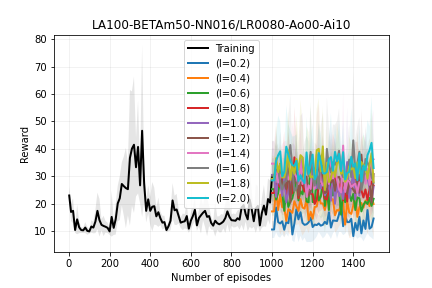 LA100-BETAm50-NN016/LR0080-Ao00-Ai10
80
70
60
50
40
30
20
10
Reward
Training
(I=0.2)
(I=0.4)
(I=0.6)
(I=0.8)
(I=1.0)
(I=1.2)
(I=1.4)
(I=1.6)
(I=1.8)
(I=2.0)
0 200 400 600 800 1000 1200 1400
Number of episodes